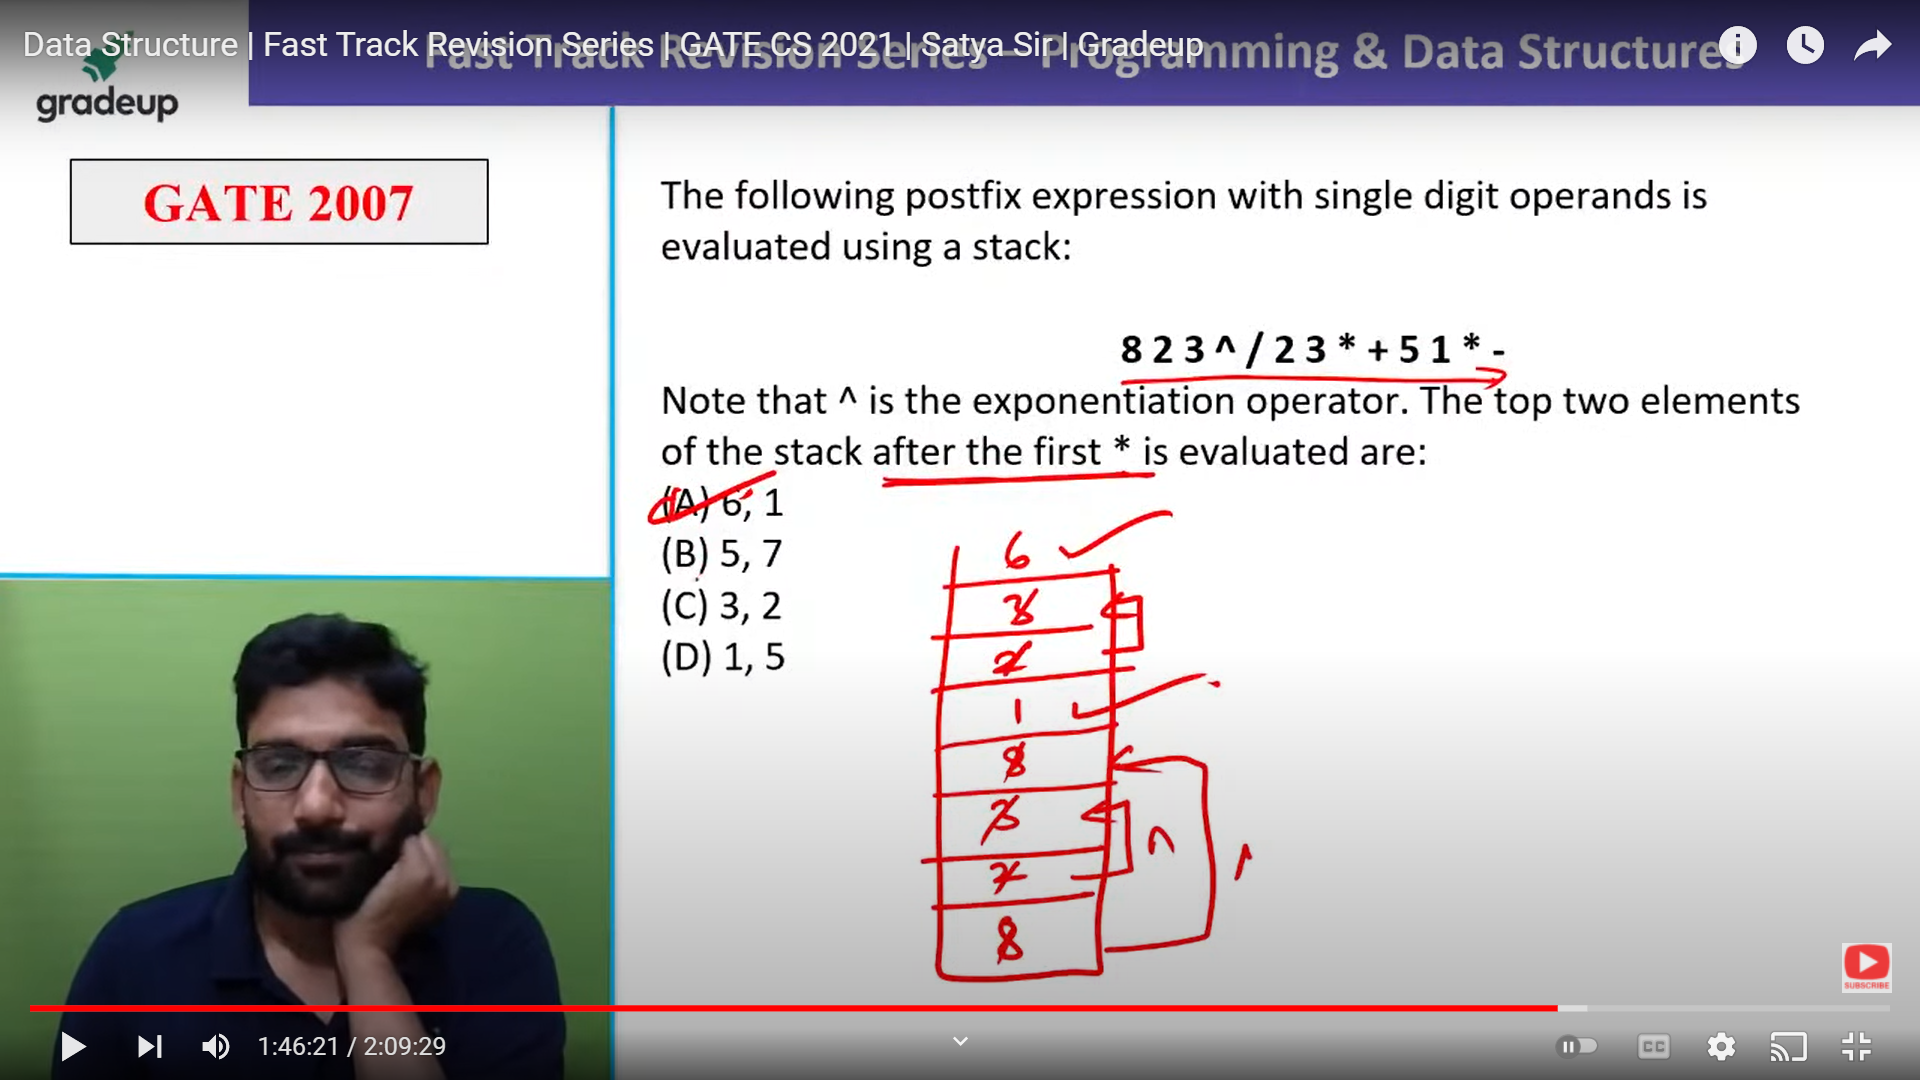 Data Structure | Fast Track Revision Series | GATE CS 2021 | Satya Sir | Gradeup
Fast Track Revision Series – Programming & Data Structures
gradeup
GATE 2007
The following postfix expression with single digit operands is
evaluated using a stack:
8 2 3 ^ / 2 3 * + 5 1 * -
Note that ^ is the exponentiation operator. The top two elements
of the stack after the first * is evaluated are:
(A) 6, 1
(B) 5, 7
(C) 3, 2
(D) 1, 5
6
3
2
1
8
3
^
2
/
8
SUBSCRIBE
1:46:21 / 2:09:29
CC